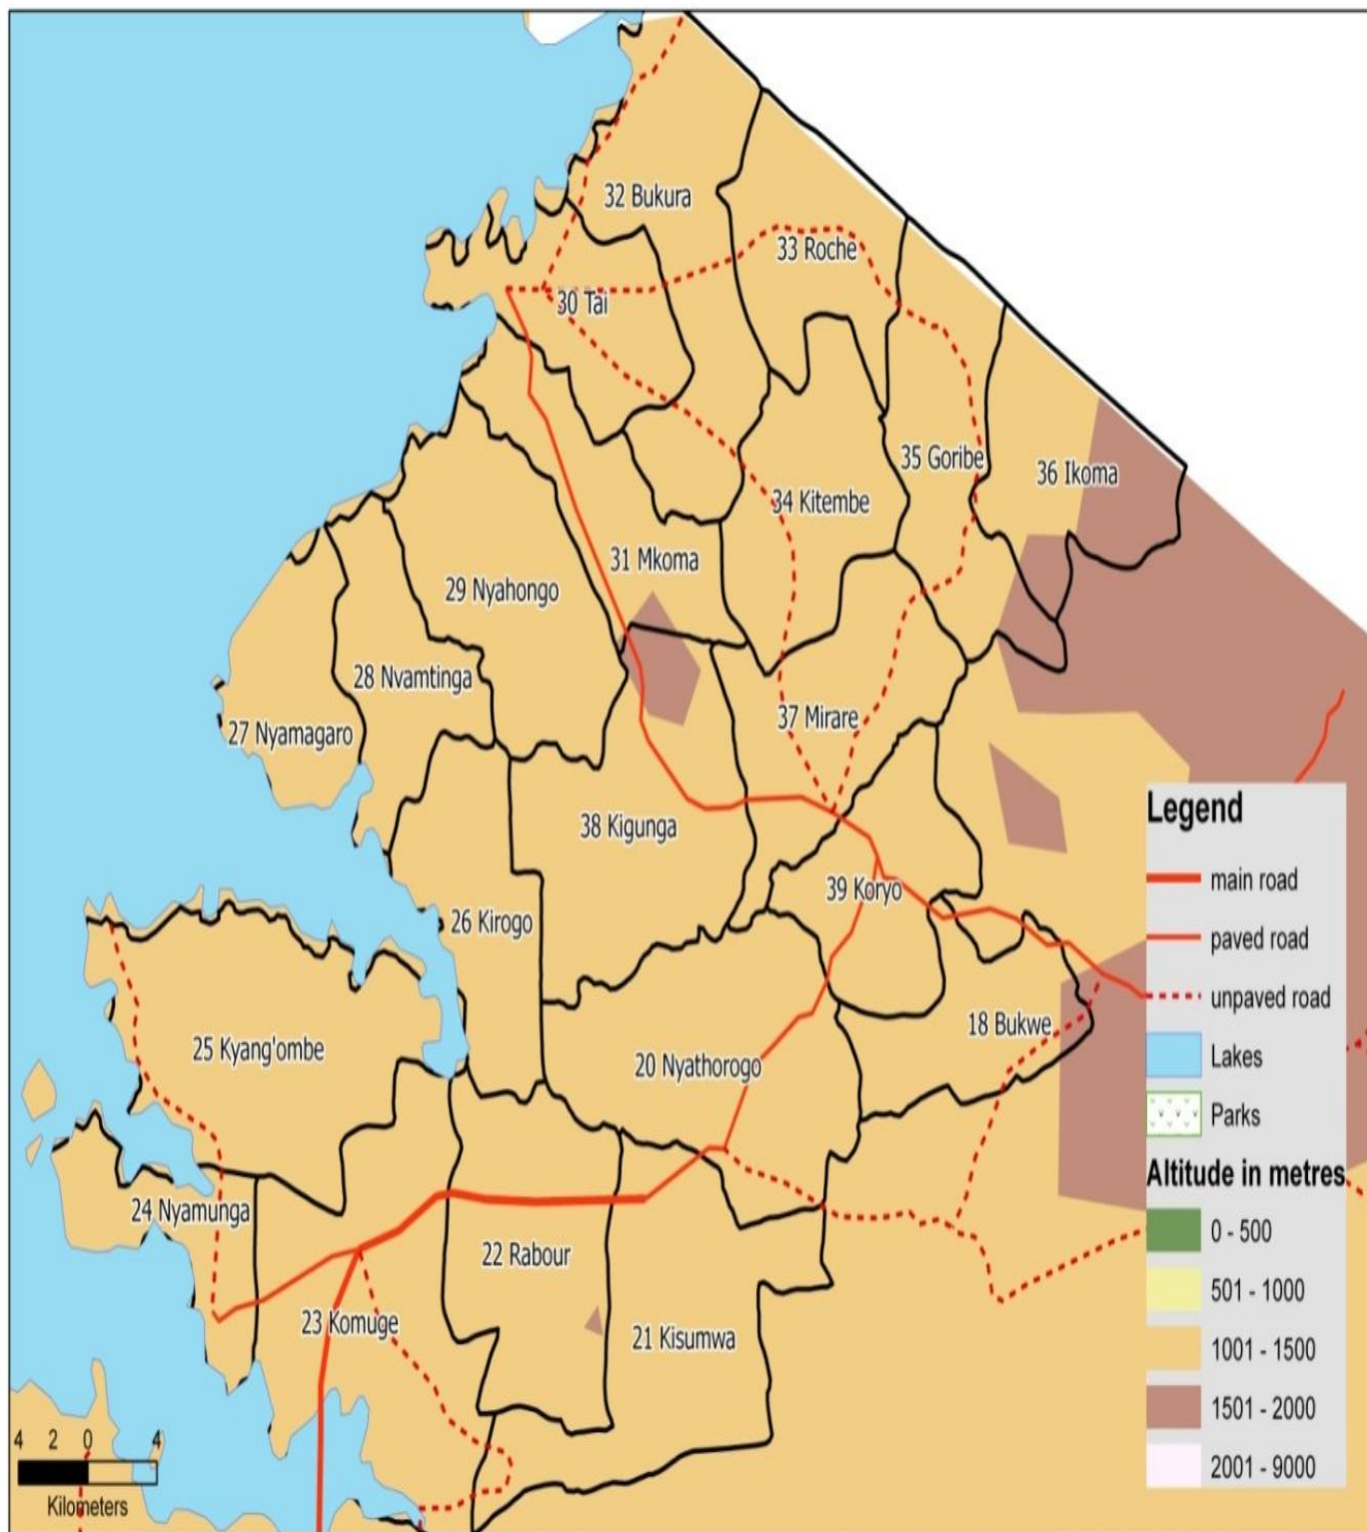 32 Bukura
33 Roche
30 Tai
35 Goribe
36 Ikoma
34 Kitembe
31 Mkoma
29 Nyahongo
28 Nvamtinga
27 Nyamagaro
37 Mirare
38 Kigunga
39 Koryo
26 Kirogo
18 Bukwe
25 Kyang'ombe
20 Nyathorogo
24 Nyamunga
22 Rabour
23 Komuge
21 Kisumwa
Legend
main road
paved road
unpaved road
Lakes
Parks
Altitude in metres
0 - 500
501 - 1000
1001 - 1500
1501 - 2000
2001 - 9000
4 2 0 4
Kilometers